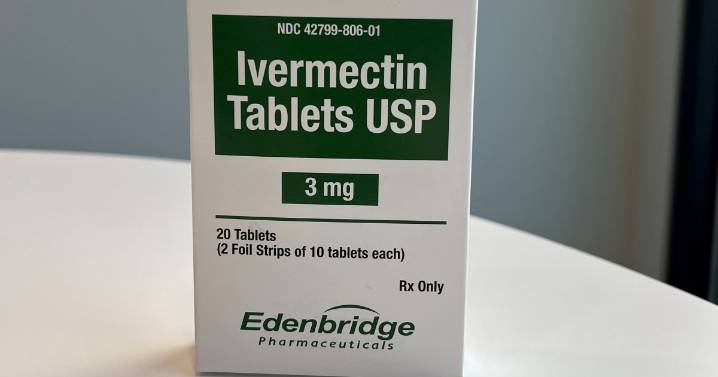 NDC 42799-806-01
Ivermectin
Tablets USP
3 mg
20 Tablets
(2 Foil Strips of 10 tablets each)
Rx Only
Edenbridge
Pharmaceuticals